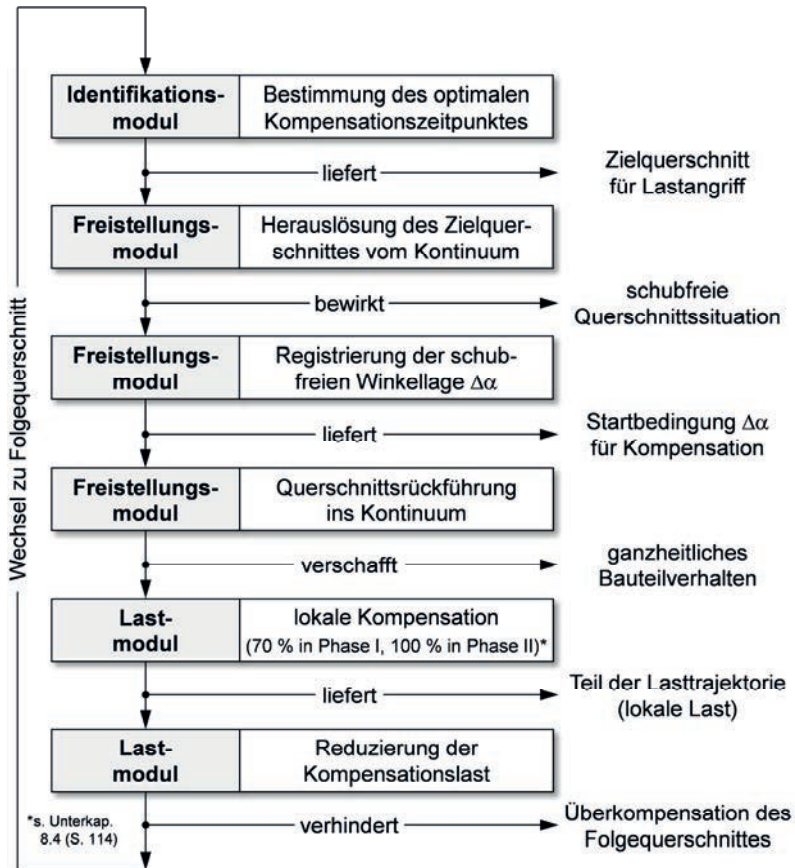 Wechsel zu Folgequerschnitt
Identifikations-
modul
Bestimmung des optimalen
Kompensationszeitpunktes
liefert
Zielquerschnitt
für Lastangriff
Freistellungs-
modul
Herauslösung des Zielquer-
schnittes vom Kontinuum
bewirkt
schubfreie
Querschnittssituation
Freistellungs-
modul
Registrierung der schub-
freien Winkellage Δα
liefert
Startbedingung Δα
für Kompensation
Freistellungs-
modul
Querschnittsrückführung
ins Kontinuum
verschafft
ganzheitliches
Bauteilverhalten
Last-
modul
lokale Kompensation
(70 % in Phase I, 100 % in Phase II)*
liefert
Teil der Lasttrajektorie
(lokale Last)
Last-
modul
Reduzierung der
Kompensationslast
*s. Unterkap.
8.4 (S. 114)
verhindert
Überkompensation des
Folgequerschnittes